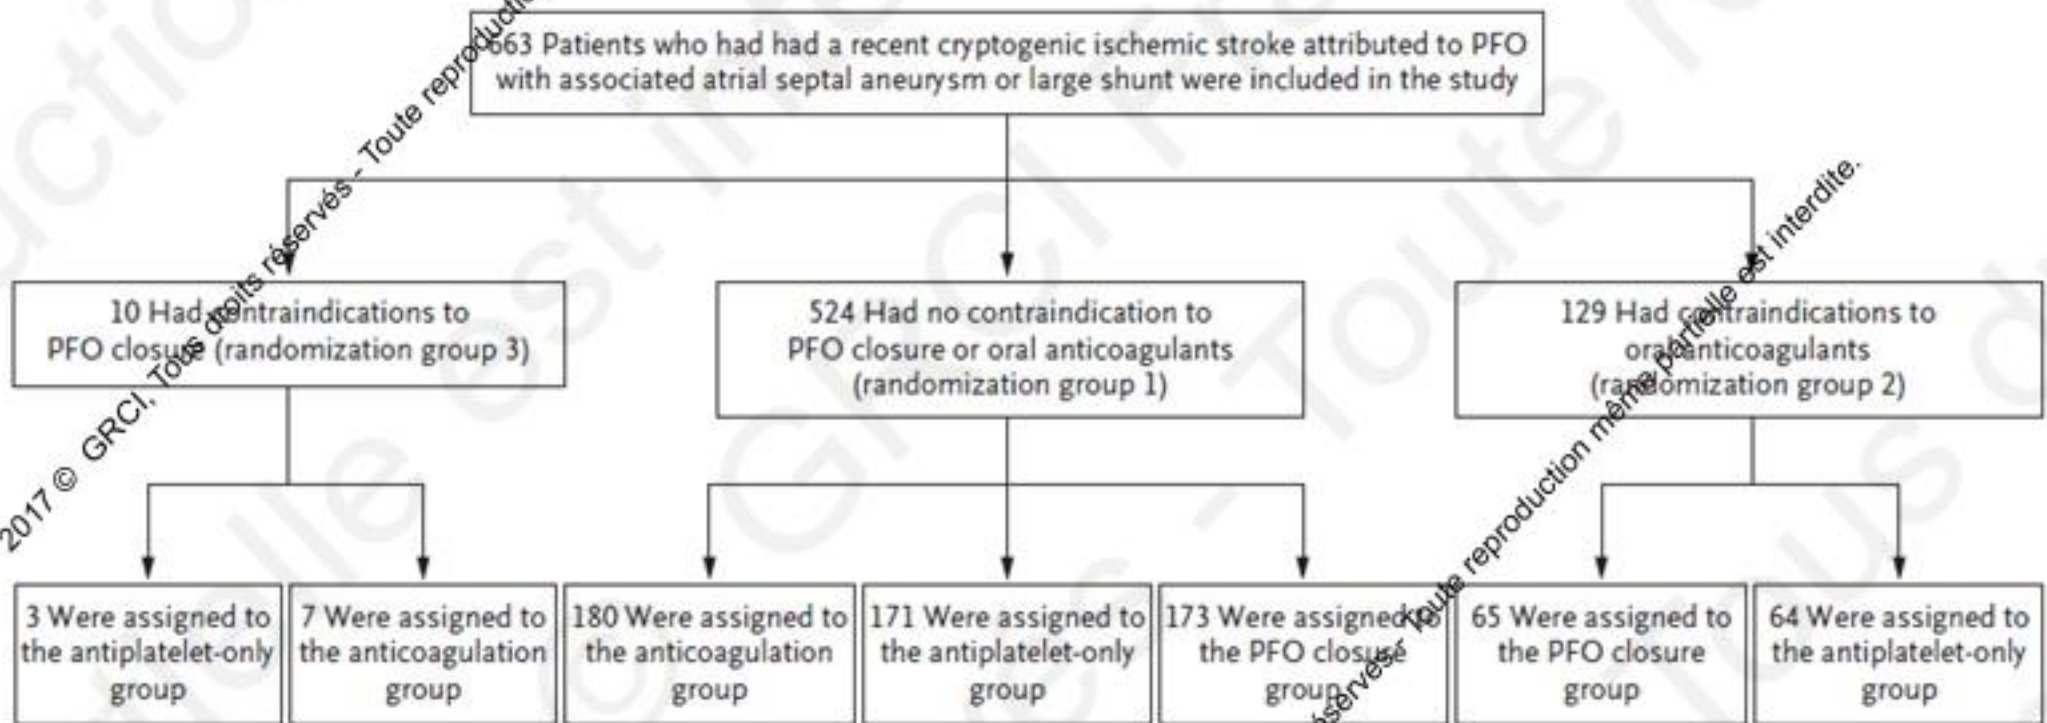 663 Patients who had had a recent cryptogenic ischemic stroke attributed to PFO
with associated atrial septal aneurysm or large shunt were included in the study
10 Had contraindications to
PFO closure (randomization group 3)
524 Had no contraindication to
PFO closure or oral anticoagulants
(randomization group 1)
129 Had contraindications to
oral anticoagulants
(randomization group 2)
3 Were assigned to
the antiplatelet-only
group
7 Were assigned to
the anticoagulation
group
180 Were assigned to
the anticoagulation
group
171 Were assigned to
the antiplatelet-only
group
173 Were assigned to
the PFO closure
group
65 Were assigned to
the PFO closure
group
64 Were assigned to
the antiplatelet-only
group
2017 © GRCI, Tous droits réservés - Toute reproduction
réservés - Toute reproduction même partielle est interdite.